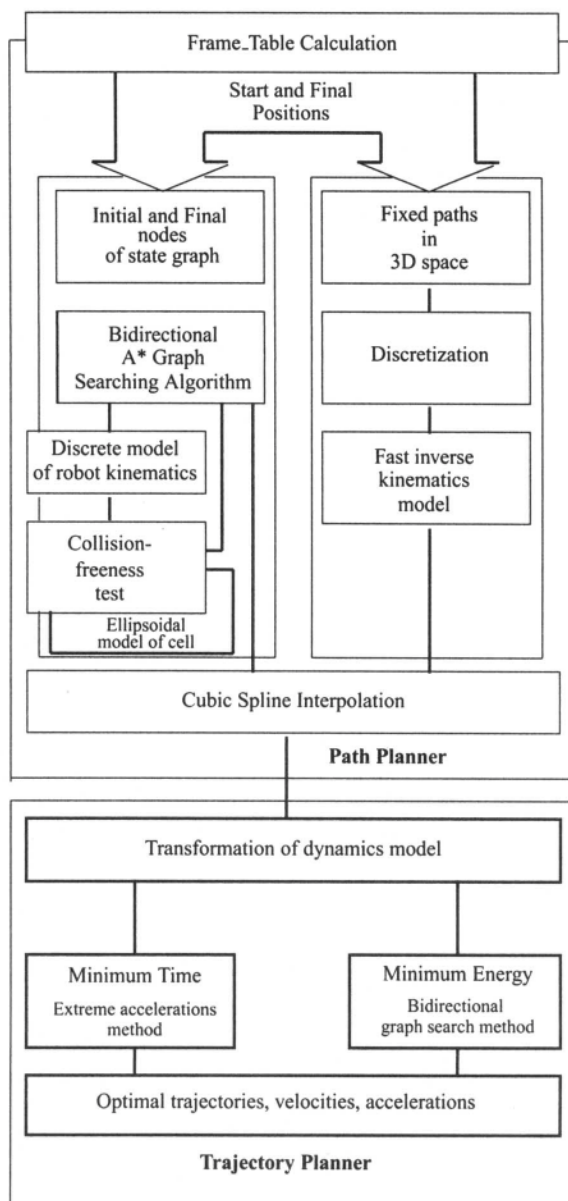 Frame_Table Calculation
Start and Final
Positions
Initial and Final
nodes
of state graph
Bidirectional
A* Graph
Searching Algorithm
Discrete model
of robot kinematics
Collision-
freeness
test
Ellipsoidal
model of cell
Fixed paths
in
3D space
Discretization
Fast inverse
kinematics
model
Cubic Spline Interpolation
Path Planner
Transformation of dynamics model
Minimum Time
Extreme accelerations
method
Minimum Energy
Bidirectional
graph search method
Optimal trajectories, velocities, accelerations
Trajectory Planner